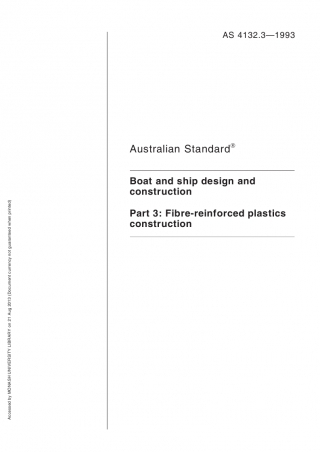 AS 4132.3—1993
Australian Standard®
Boat and ship design and
construction
Part 3: Fibre-reinforced plastics
construction
Accessed by MONASH UNIVERSITY LIBRARY on 21 Aug 2013 (Document currency not guaranteed when printed)